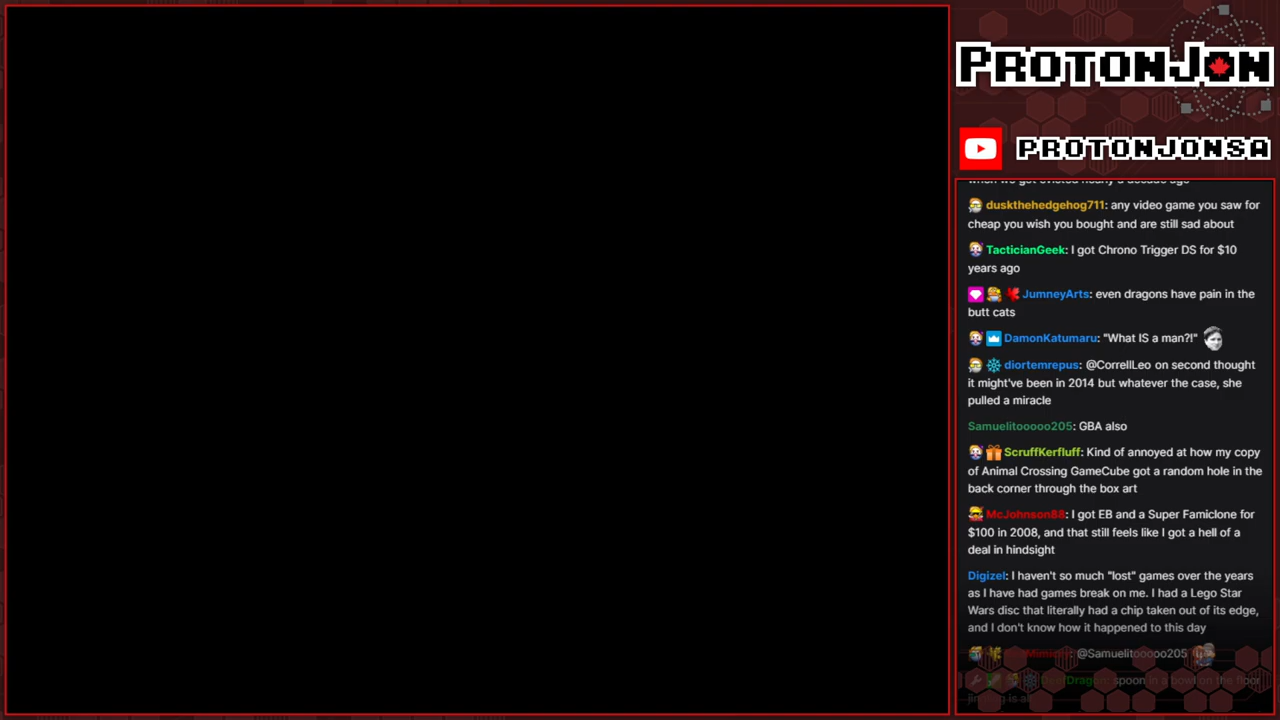 PROTONJON
PROTONJONSA
duskthehedgehog711: any video game you saw for
cheap you wish you bought and are still sad about
TacticianGeek: I got Chrono Trigger DS for $10
years ago
JumneyArts: even dragons have pain in the
butt cats
DamonKatumaru: "What IS a man?!"
diortemrepus: @CorrellLeo on second thought
it might've been in 2014 but whatever the case, she
pulled a miracle
Samuelitooooo205: GBA also
ScruffKerfluff: Kind of annoyed at how my copy
of Animal Crossing GameCube got a random hole in the
back corner through the box art
McJohnson88: I got EB and a Super Famiclone for
$100 in 2008, and that still feels like I got a hell of a
deal in hindsight
Digizel: I haven't so much "lost" games over the years
as I have had games break on me. I had a Lego Star
Wars disc that literally had a chip taken out of its edge,
and I don't know how it happened to this day
@Samuelitooooo205
spoon in a bowl on the floor